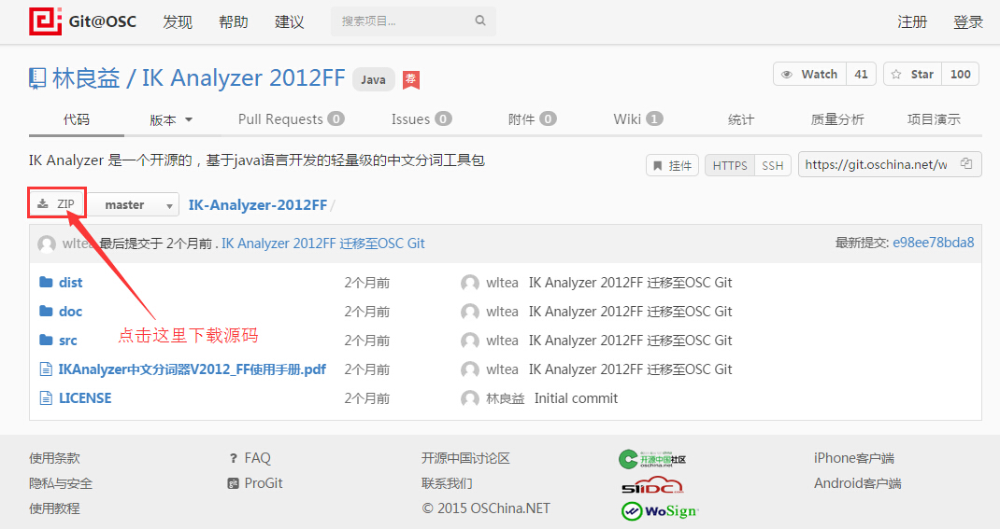 Git@OSC 发现 帮助 建议 搜索项目... 注册 登录
林良益 / IK Analyzer 2012FF Java 荐 Watch 41 Star 100
代码 版本 Pull Requests 0 Issues 0 附件 0 Wiki 1 统计 质量分析 项目演示
IK Analyzer 是一个开源的，基于java语言开发的轻量级的中文分词工具包 挂件 HTTPS SSH https://git.oschina.net/w
ZIP master IK-Analyzer-2012FF /
wltea 最后提交于 2个月前 . IK Analyzer 2012FF 迁移至OSC Git 最新提交: e98ee78bda8
dist 2个月前 wltea IK Analyzer 2012FF 迁移至OSC Git
doc 2个月前 wltea IK Analyzer 2012FF 迁移至OSC Git
点击这里下载源码
src 2个月前 wltea IK Analyzer 2012FF 迁移至OSC Git
IKAnalyzer中文分词器V2012_FF使用手册.pdf 2个月前 wltea IK Analyzer 2012FF 迁移至OSC Git
LICENSE 2个月前 林良益 Initial commit
使用条款 ? FAQ 开源中国讨论区 开源中国社区 iPhone客户端
oschina.net
隐私与安全 git ProGit 联系我们 SIIDC Android客户端
使用教程 © 2015 OSChina.NET WoSign